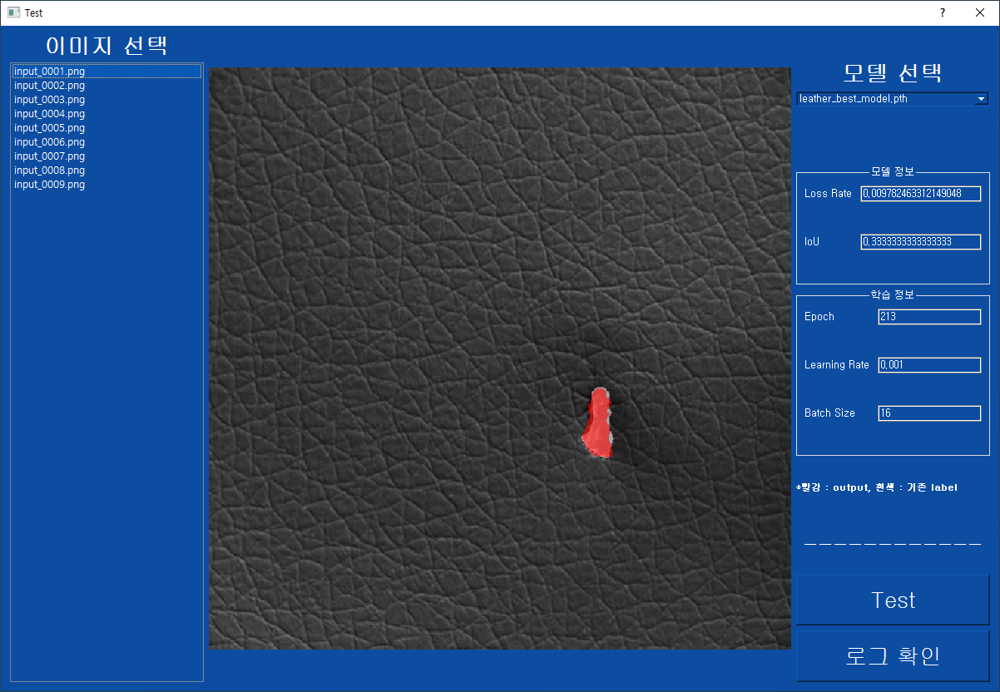 Test
?
이미지 선택
input_0001.png
input_0002.png
input_0003.png
input_0004.png
input_0005.png
input_0006.png
input_0007.png
input_0008.png
input_0009.png
모델 선택
leather_best_model.pth
모델 정보
Loss Rate 0.009782463312149048
IoU 0.3333333333333333
학습 정보
Epoch 213
Learning Rate 0.001
Batch Size 16
*빨강 : output, 흰색 : 기존 label
Test
로그 확인